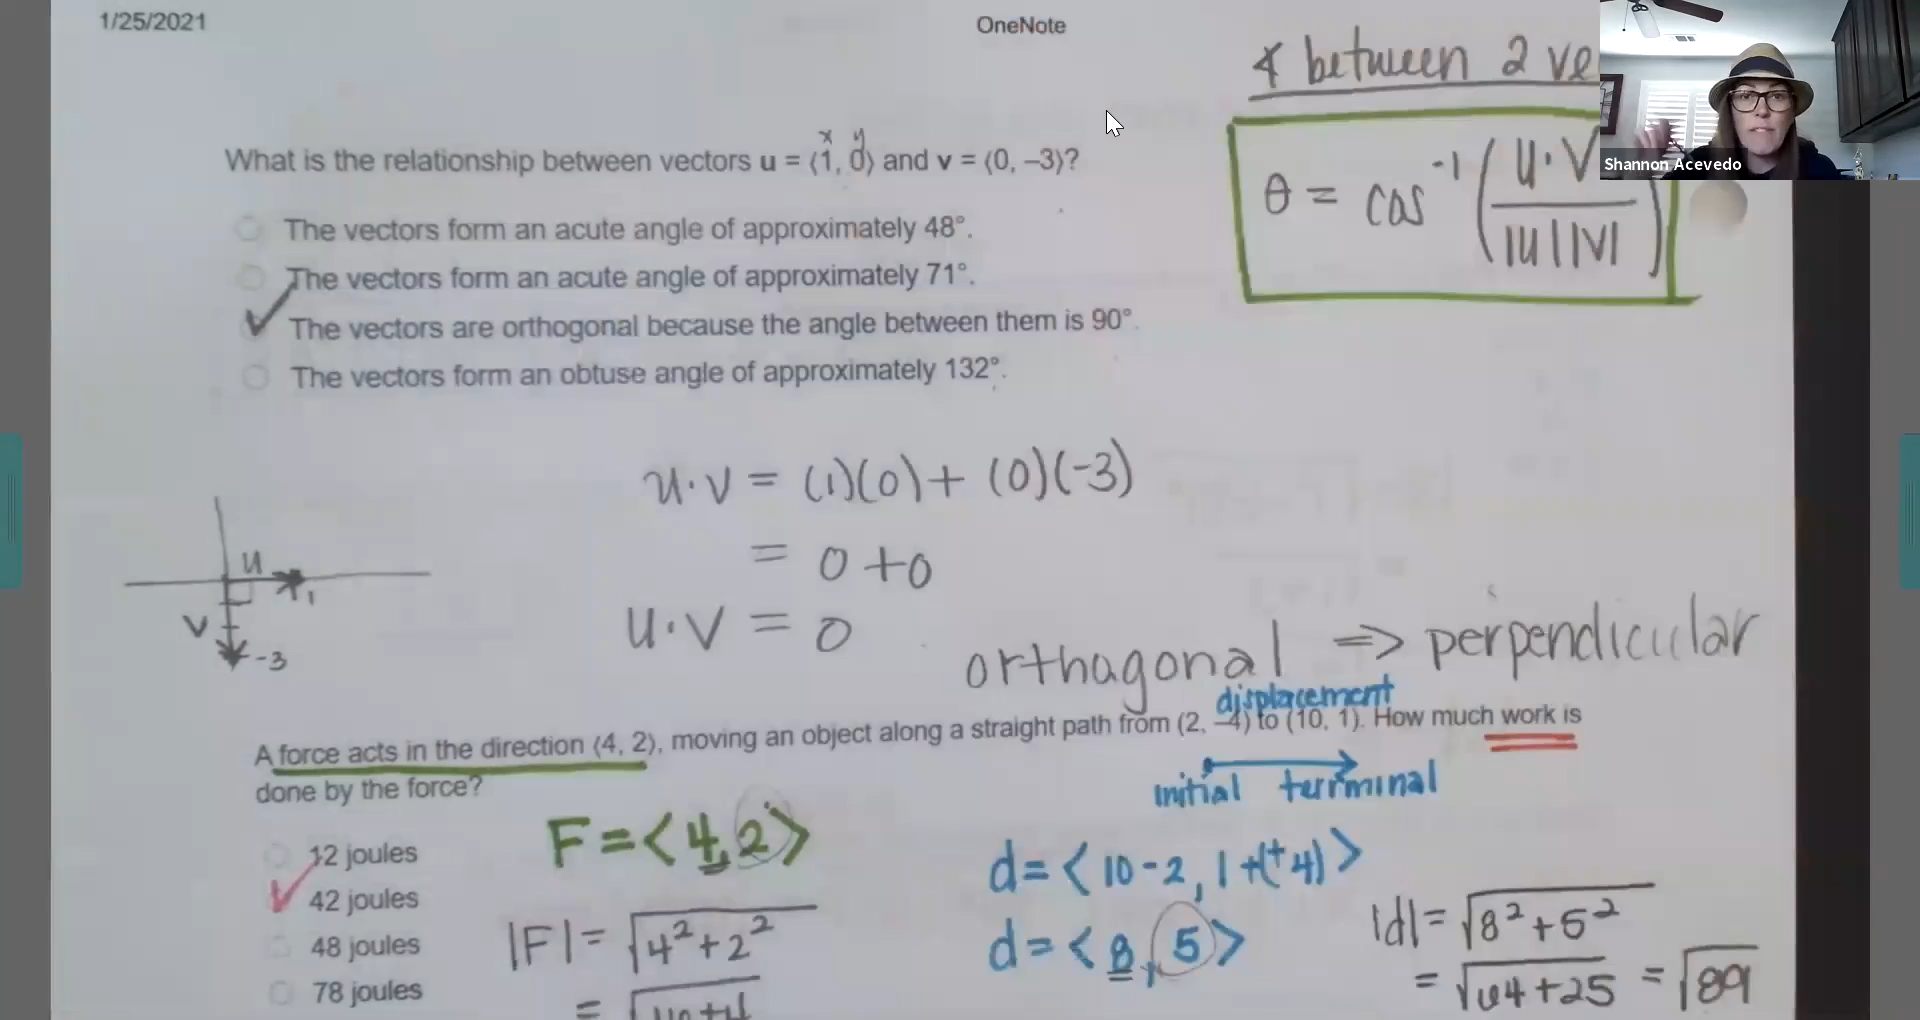 1/25/2021
OneNote
∡ between 2 ve
Shannon Acevedo
θ = cos⁻¹ (u·v / |u||v|)
x y
What is the relationship between vectors u = ⟨1, 0⟩ and v = ⟨0, –3⟩?
The vectors form an acute angle of approximately 48°.
The vectors form an acute angle of approximately 71°.
The vectors are orthogonal because the angle between them is 90°.
The vectors form an obtuse angle of approximately 132°.
u·v = (1)(0) + (0)(-3)
= 0 + 0
u·v = 0
u
1
v
-3
orthagonal ⇒ perpendicular
displacement
A force acts in the direction ⟨4, 2⟩, moving an object along a straight path from (2, –4) to (10, 1). How much work is
done by the force?
initial terminal
12 joules
42 joules
48 joules
78 joules
F = <4, 2>
|F| = √4² + 2²
d = <10-2, 1+(+4)>
d = <8, 5>
|d| = √8² + 5²
= √64 + 25 = √89